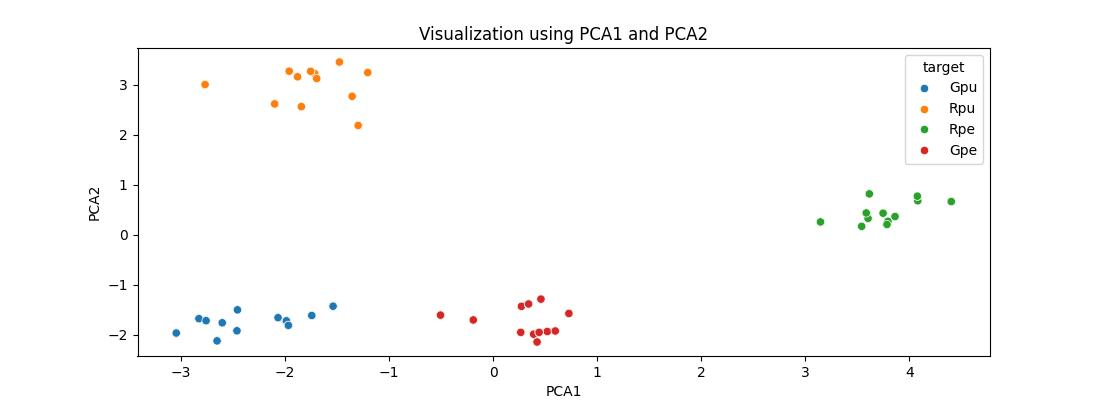 Visualization using PCA1 and PCA2
target
Gpu
Rpu
Rpe
Gpe
PCA2
3
2
1
0
−1
−2
−3
−2
−1
0
1
2
3
4
PCA1